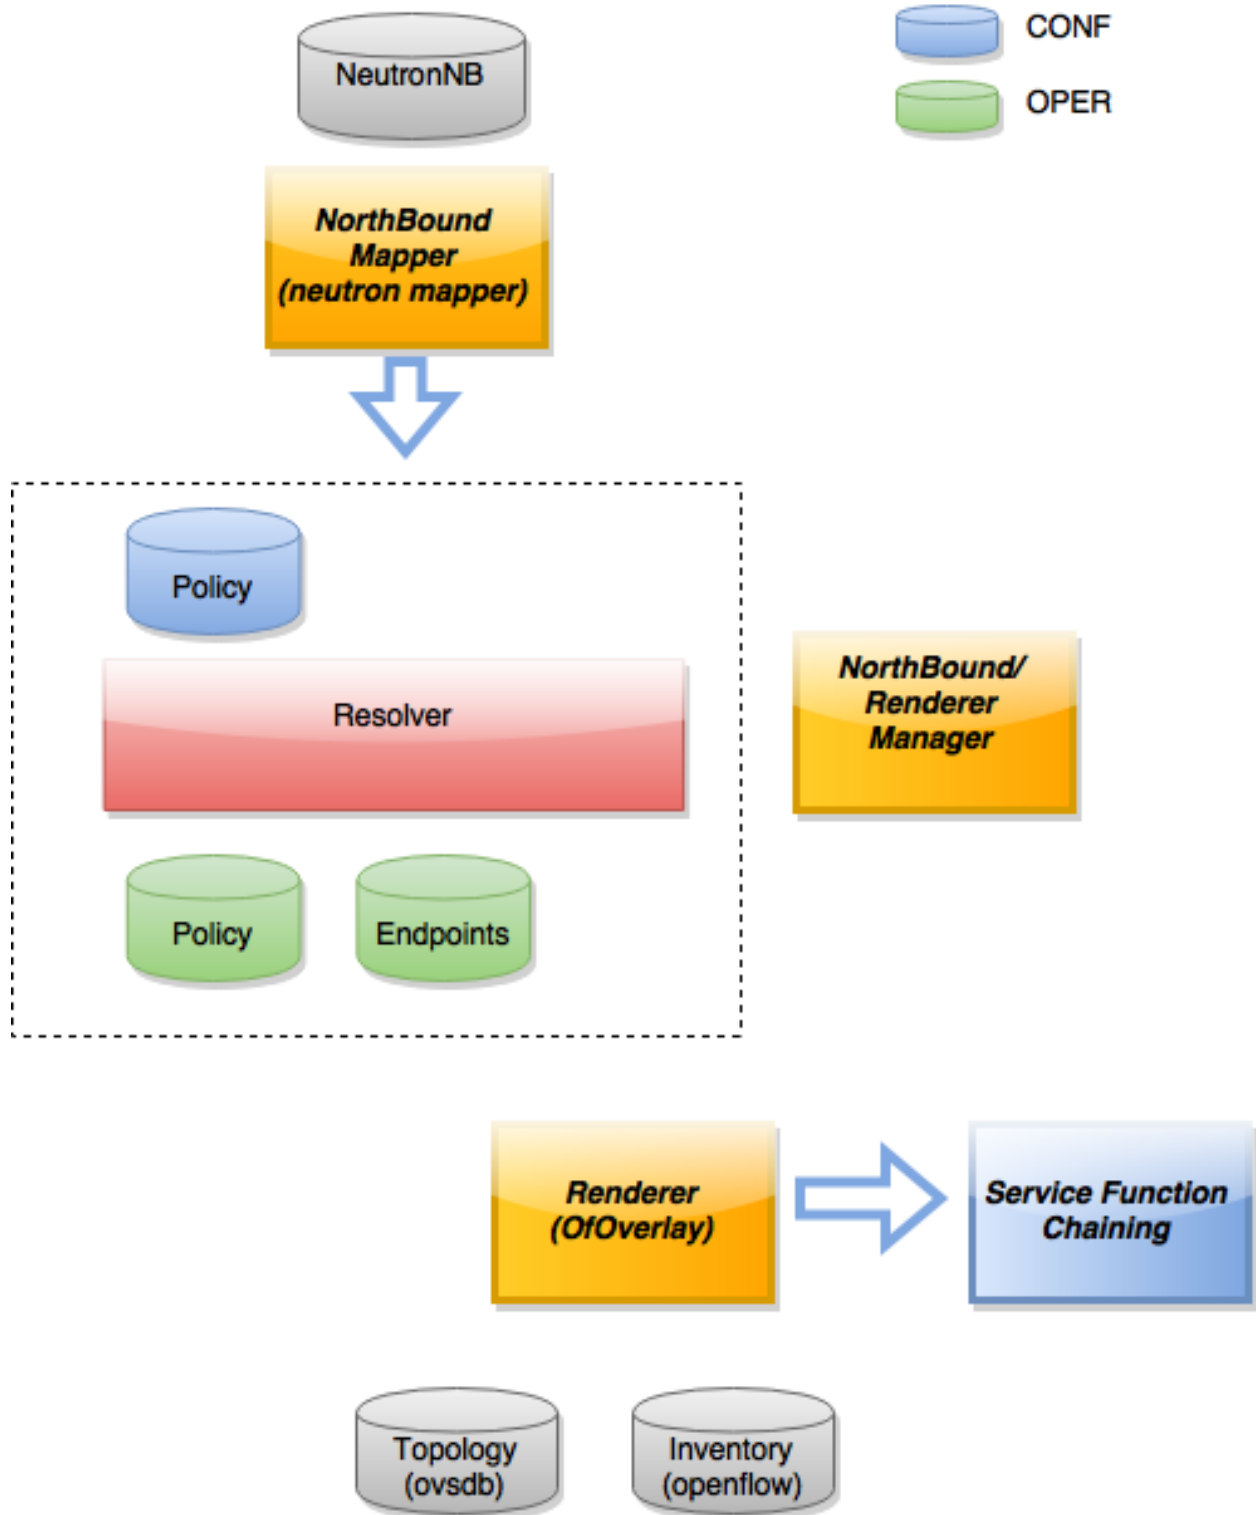 NeutronNB
CONF
OPER
NorthBound
Mapper
(neutron mapper)
Policy
Resolver
NorthBound/
Renderer
Manager
Policy
Endpoints
Renderer
(OfOverlay)
Service Function
Chaining
Topology
(ovsdb)
Inventory
(openflow)